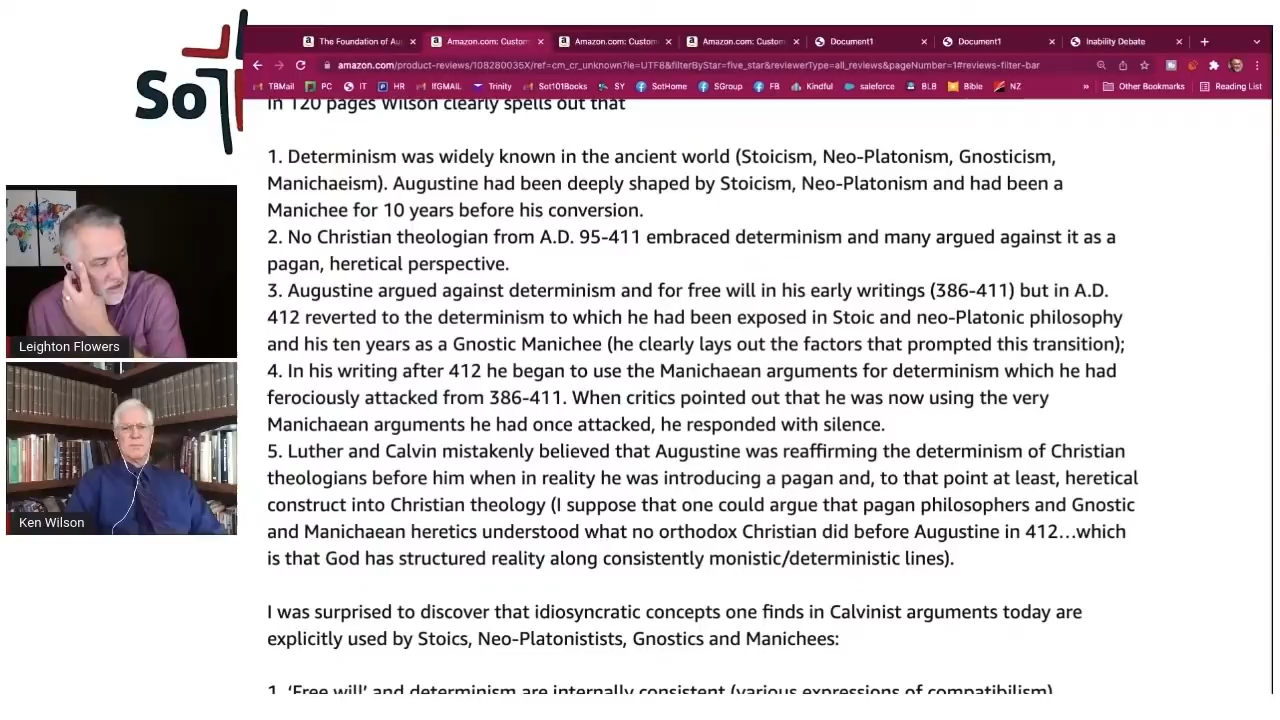 SoT
The Foundation of Au
Amazon.com: Custom
Amazon.com: Custom
Amazon.com: Custom
Document1
Document1
Inability Debate
amazon.com/product-reviews/108280035X/ref=cm_cr_unknown?ie=UTF8&filterByStar=five_star&reviewerType=all_reviews&pageNumber=1#reviews-filter-bar
TBMail PC IT HR IfGMAIL Trinity Sot101Books SY SotHome SGroup FB Kindful saleforce BLB Bible NZ » Other Bookmarks Reading List
In 120 pages Wilson clearly spells out that
1. Determinism was widely known in the ancient world (Stoicism, Neo-Platonism, Gnosticism,
Manichaeism). Augustine had been deeply shaped by Stoicism, Neo-Platonism and had been a
Manichee for 10 years before his conversion.
2. No Christian theologian from A.D. 95-411 embraced determinism and many argued against it as a
pagan, heretical perspective.
3. Augustine argued against determinism and for free will in his early writings (386-411) but in A.D.
412 reverted to the determinism to which he had been exposed in Stoic and neo-Platonic philosophy
and his ten years as a Gnostic Manichee (he clearly lays out the factors that prompted this transition);
4. In his writing after 412 he began to use the Manichaean arguments for determinism which he had
ferociously attacked from 386-411. When critics pointed out that he was now using the very
Manichaean arguments he had once attacked, he responded with silence.
5. Luther and Calvin mistakenly believed that Augustine was reaffirming the determinism of Christian
theologians before him when in reality he was introducing a pagan and, to that point at least, heretical
construct into Christian theology (I suppose that one could argue that pagan philosophers and Gnostic
and Manichaean heretics understood what no orthodox Christian did before Augustine in 412...which
is that God has structured reality along consistently monistic/deterministic lines).
I was surprised to discover that idiosyncratic concepts one finds in Calvinist arguments today are
explicitly used by Stoics, Neo-Platonistists, Gnostics and Manichees:
1. 'Free will' and determinism are internally consistent (various expressions of compatibilism)
Leighton Flowers
Ken Wilson